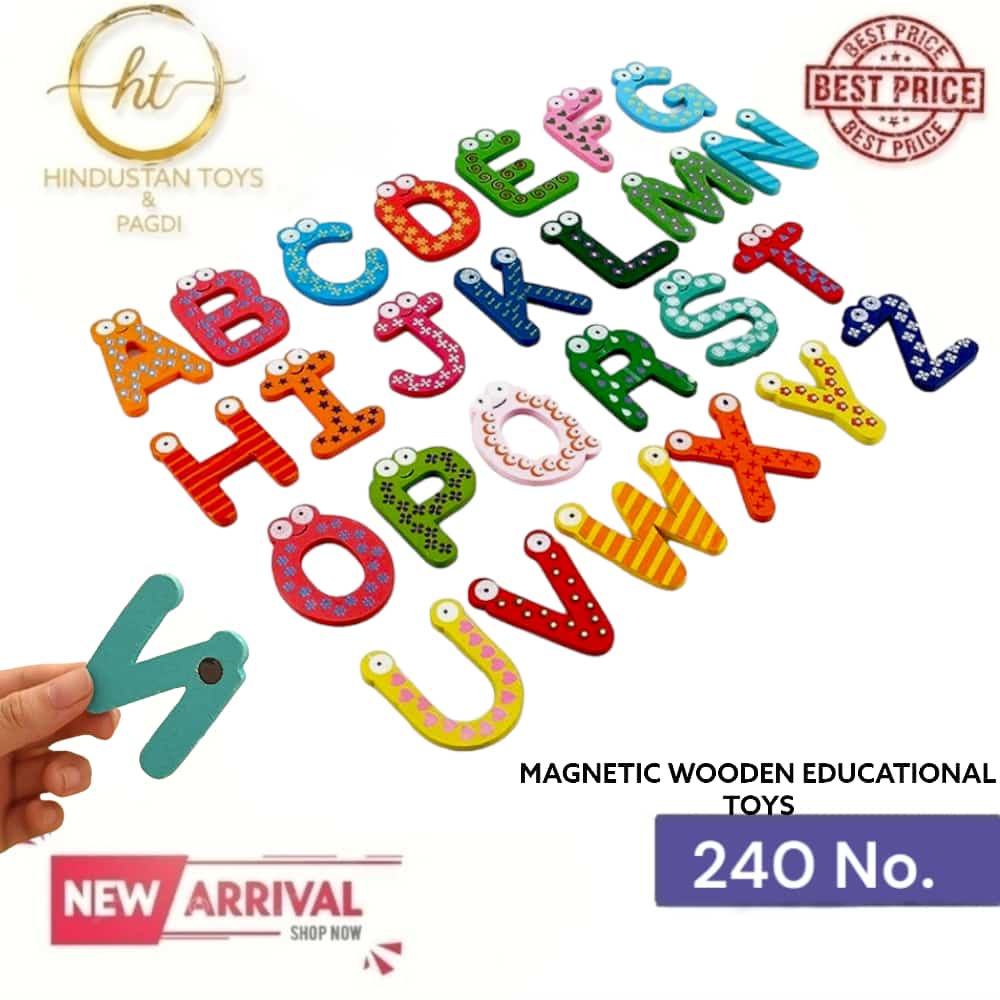 ht
HINDUSTAN TOYS
&
PAGDI
BEST PRICE
BEST PRICE
BEST PRICE
A B C D E F G
H I J K L M N
O P Q R S T
U V W X Y Z
MAGNETIC WOODEN EDUCATIONAL
TOYS
240 No.
NEW ARRIVAL
SHOP NOW